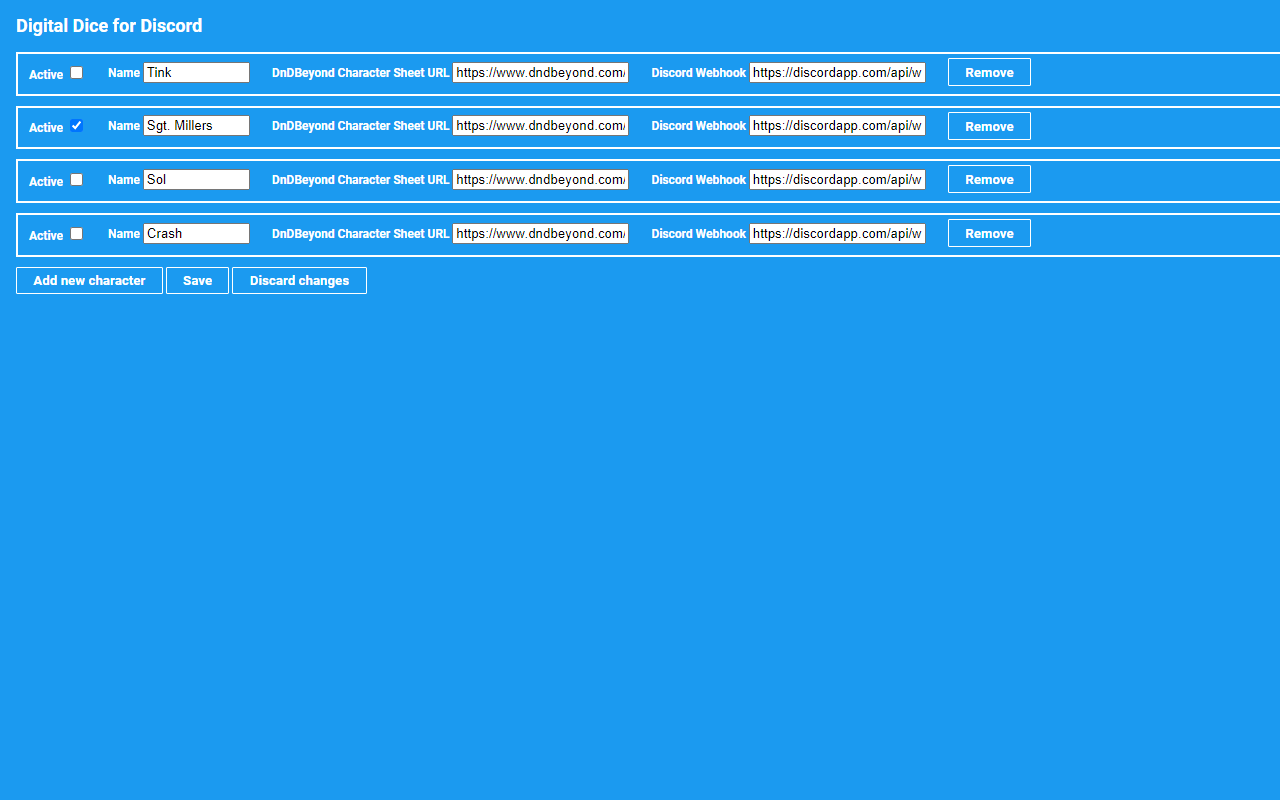 Digital Dice for Discord
Active Name Tink DnDBeyond Character Sheet URL https://www.dndbeyond.com/ Discord Webhook https://discordapp.com/api/w Remove
Active Name Sgt. Millers DnDBeyond Character Sheet URL https://www.dndbeyond.com/ Discord Webhook https://discordapp.com/api/w Remove
Active Name Sol DnDBeyond Character Sheet URL https://www.dndbeyond.com/ Discord Webhook https://discordapp.com/api/w Remove
Active Name Crash DnDBeyond Character Sheet URL https://www.dndbeyond.com/ Discord Webhook https://discordapp.com/api/w Remove
Add new character Save Discard changes